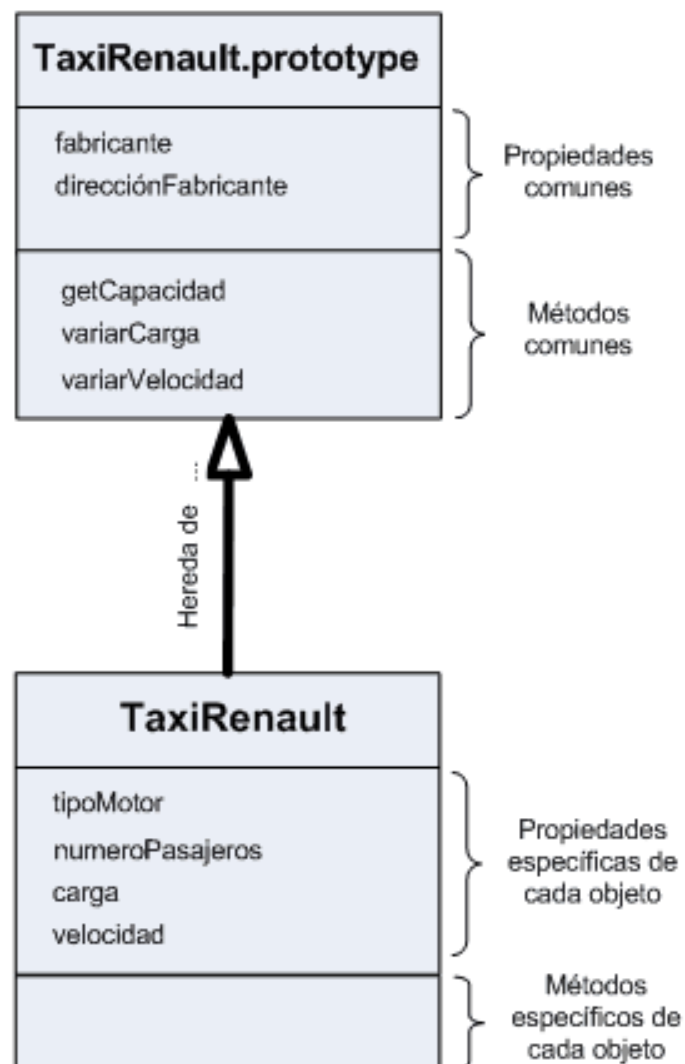 TaxiRenault.prototype
fabricante
direcciónFabricante
Propiedades
comunes
getCapacidad
variarCarga
variarVelocidad
Métodos
comunes
Hereda de ...
TaxiRenault
tipoMotor
numeroPasajeros
carga
velocidad
Propiedades
específicas de
cada objeto
Métodos
específicos de
cada objeto